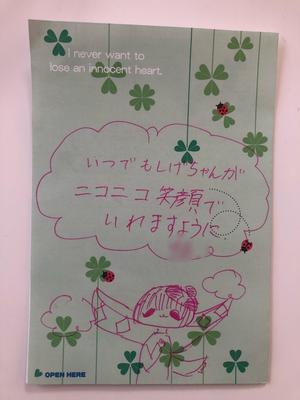 I never want to
lose an innocent heart.
いつでもしげちゃんが
ニコニコ笑顔で
いれますように
OPEN HERE